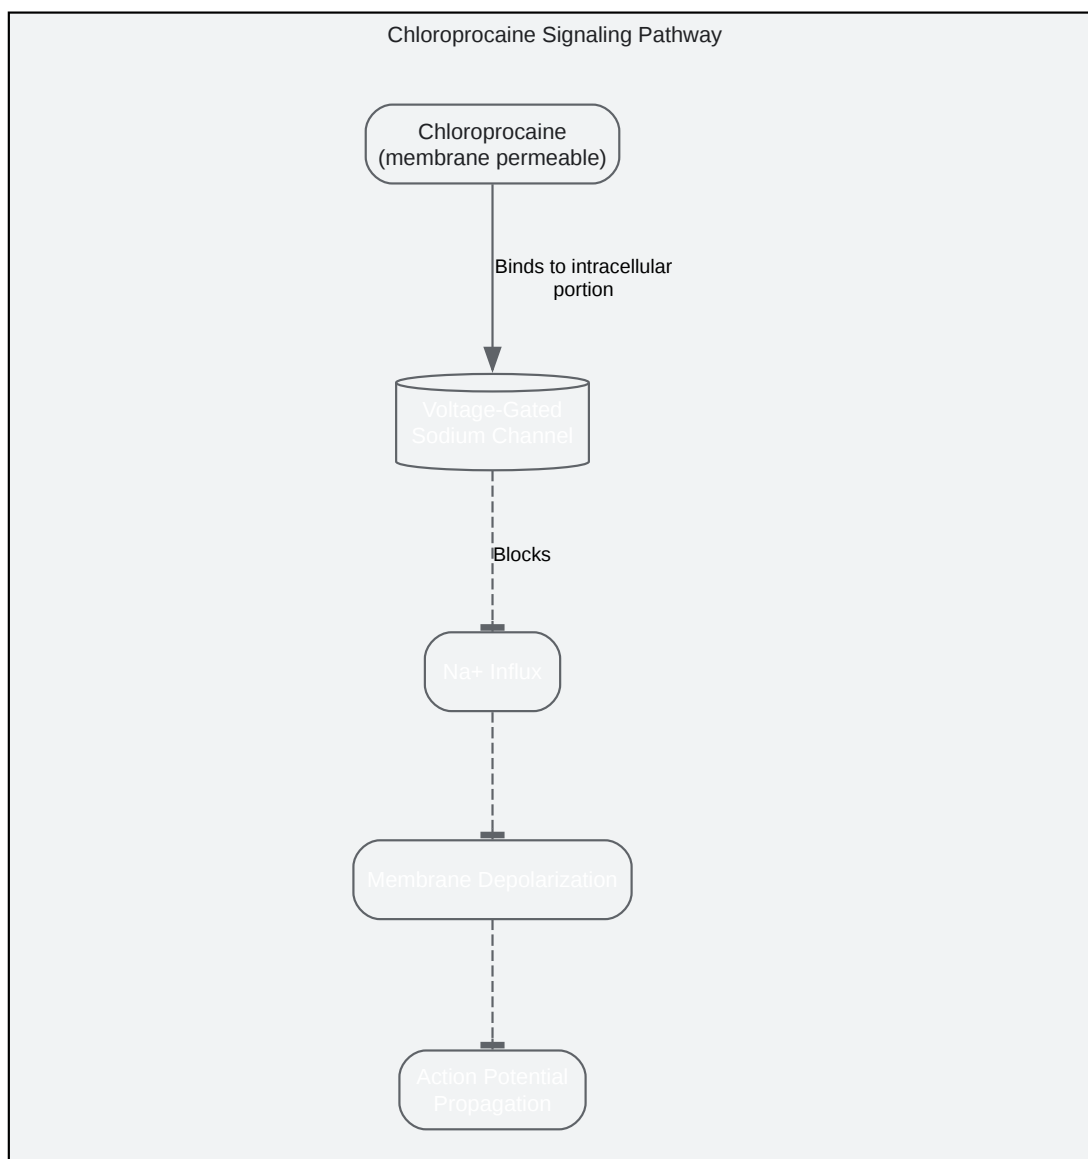 Chloroprocaine Signaling Pathway
Chloroprocaine
(membrane permeable)
Binds to intracellular
portion
Voltage-Gated
Sodium Channel
Blocks
Na+ Influx
Membrane Depolarization
Action Potential
Propagation